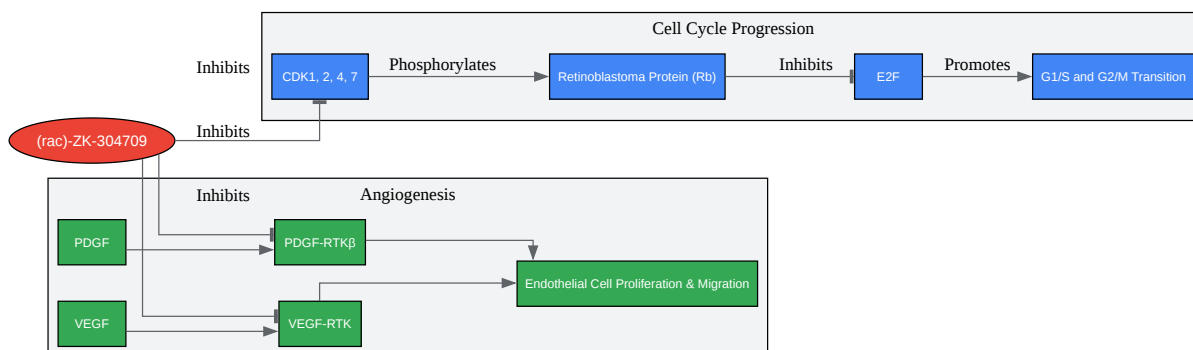 Cell Cycle Progression
Inhibits
CDK1, 2, 4, 7
Phosphorylates
Retinoblastoma Protein (Rb)
Inhibits
E2F
Promotes
G1/S and G2/M Transition
(rac)-ZK-304709
Inhibits
Inhibits
Angiogenesis
PDGF
PDGF-RTKβ
Endothelial Cell Proliferation & Migration
VEGF
VEGF-RTK